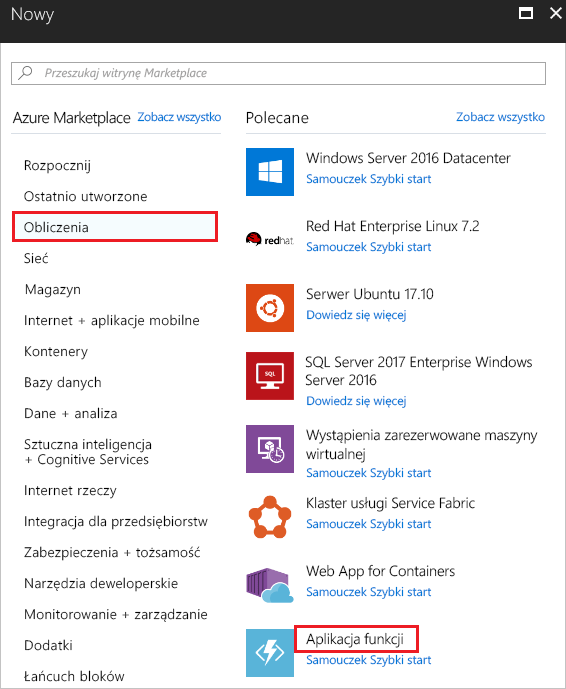 Nowy
Przeszukaj witrynę Marketplace
Azure Marketplace Zobacz wszystko
Rozpocznij
Ostatnio utworzone
Obliczenia
Sieć
Magazyn
Internet + aplikacje mobilne
Kontenery
Bazy danych
Dane + analiza
Sztuczna inteligencja
+ Cognitive Services
Internet rzeczy
Integracja dla przedsiębiorstw
Zabezpieczenia + tożsamość
Narzędzia deweloperskie
Monitorowanie + zarządzanie
Dodatki
Łańcuch bloków
Polecane Zobacz wszystko
Windows Server 2016 Datacenter
Samouczek Szybki start
redhat
Red Hat Enterprise Linux 7.2
Samouczek Szybki start
Serwer Ubuntu 17.10
Dowiedz się więcej
SQL
SQL Server 2017 Enterprise Windows
Server 2016
Dowiedz się więcej
Wystąpienia zarezerwowane maszyny
wirtualnej
Samouczek Szybki start
Klaster usługi Service Fabric
Samouczek Szybki start
Web App for Containers
Samouczek Szybki start
Aplikacja funkcji
Samouczek Szybki start